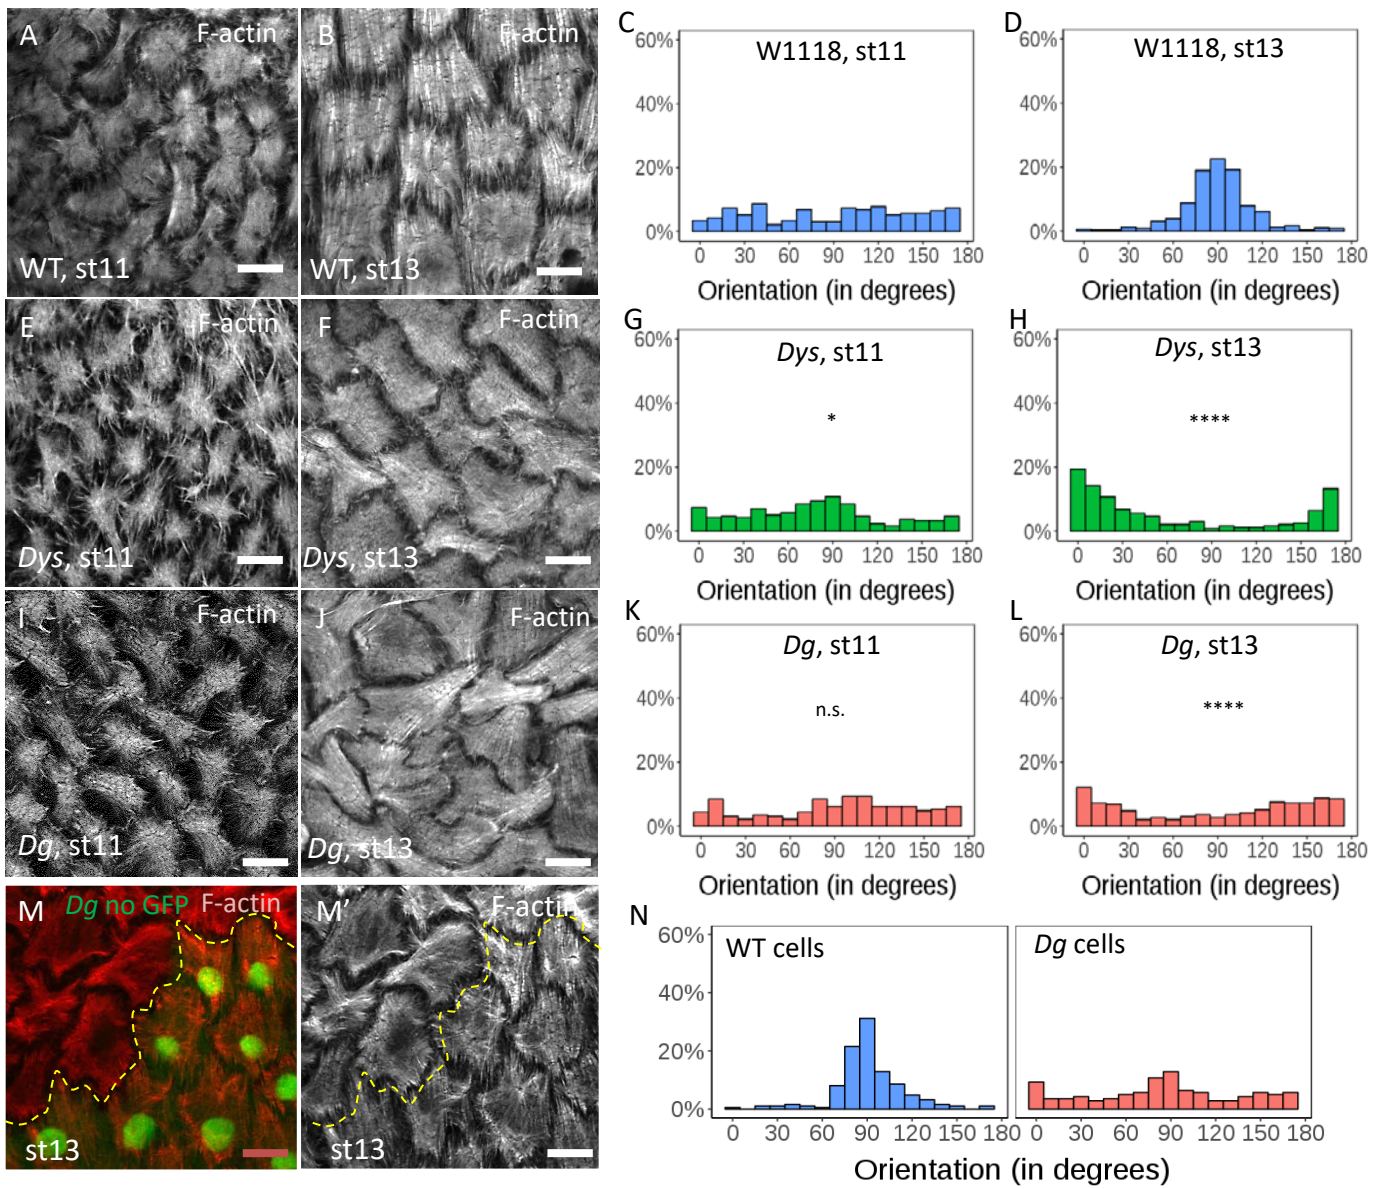 A F-actin
WT, st11
B F-actin
WT, st13
C
W1118, st11
60%
40%
20%
0%
0 30 60 90 120 150 180
Orientation (in degrees)
D
W1118, st13
60%
40%
20%
0%
0 30 60 90 120 150 180
Orientation (in degrees)
E F-actin
Dys, st11
F F-actin
Dys, st13
G
Dys, st11
*
60%
40%
20%
0%
0 30 60 90 120 150 180
Orientation (in degrees)
H
Dys, st13
****
60%
40%
20%
0%
0 30 60 90 120 150 180
Orientation (in degrees)
I F-actin
Dg, st11
J F-actin
Dg, st13
K
Dg, st11
n.s.
60%
40%
20%
0%
0 30 60 90 120 150 180
Orientation (in degrees)
L
Dg, st13
****
60%
40%
20%
0%
0 30 60 90 120 150 180
Orientation (in degrees)
M Dg no GFP F-actin
st13
M’ F-actin
st13
N
WT cells
60%
40%
20%
0%
0 30 60 90 120 150 180
Dg cells
0 30 60 90 120 150 180
Orientation (in degrees)